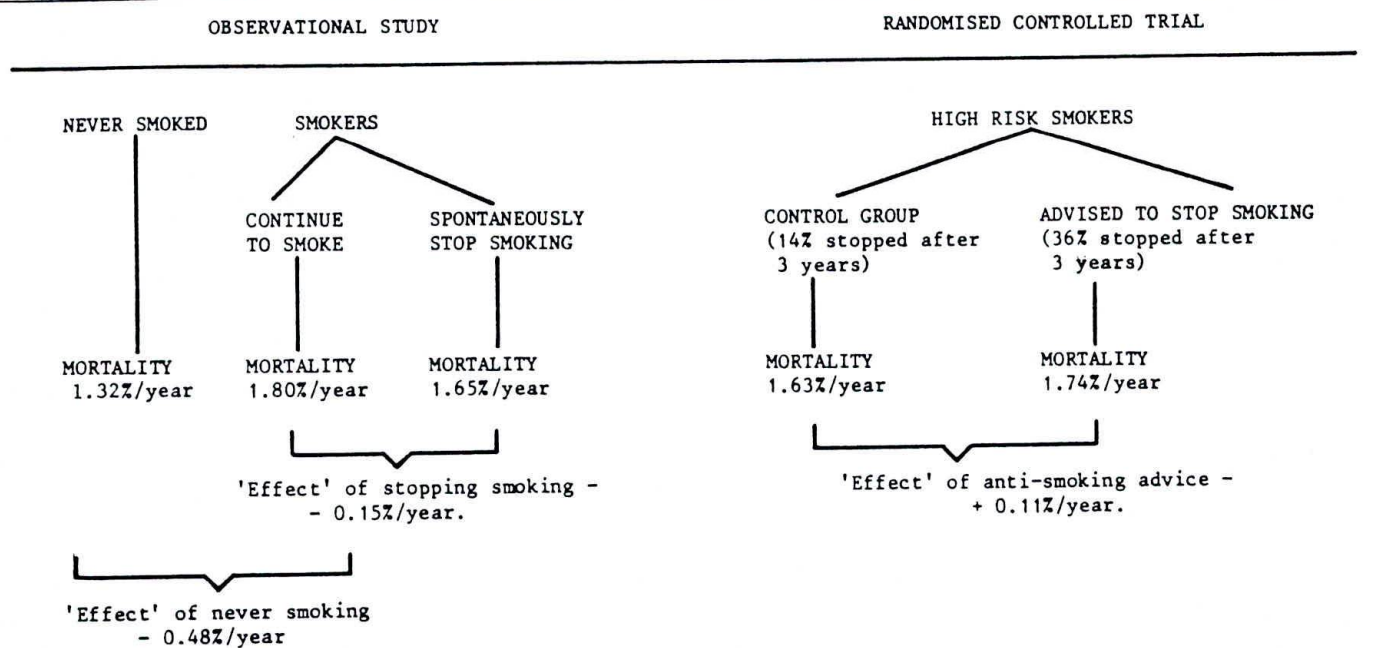 OBSERVATIONAL STUDY
RANDOMISED CONTROLLED TRIAL
NEVER SMOKED
SMOKERS
HIGH RISK SMOKERS
CONTINUE
TO SMOKE
SPONTANEOUSLY
STOP SMOKING
CONTROL GROUP
(14% stopped after
3 years)
ADVISED TO STOP SMOKING
(36% stopped after
3 years)
MORTALITY
1.32%/year
MORTALITY
1.80%/year
MORTALITY
1.65%/year
MORTALITY
1.63%/year
MORTALITY
1.74%/year
'Effect' of stopping smoking -
- 0.15%/year.
'Effect' of anti-smoking advice -
+ 0.11%/year.
'Effect' of never smoking
- 0.48%/year